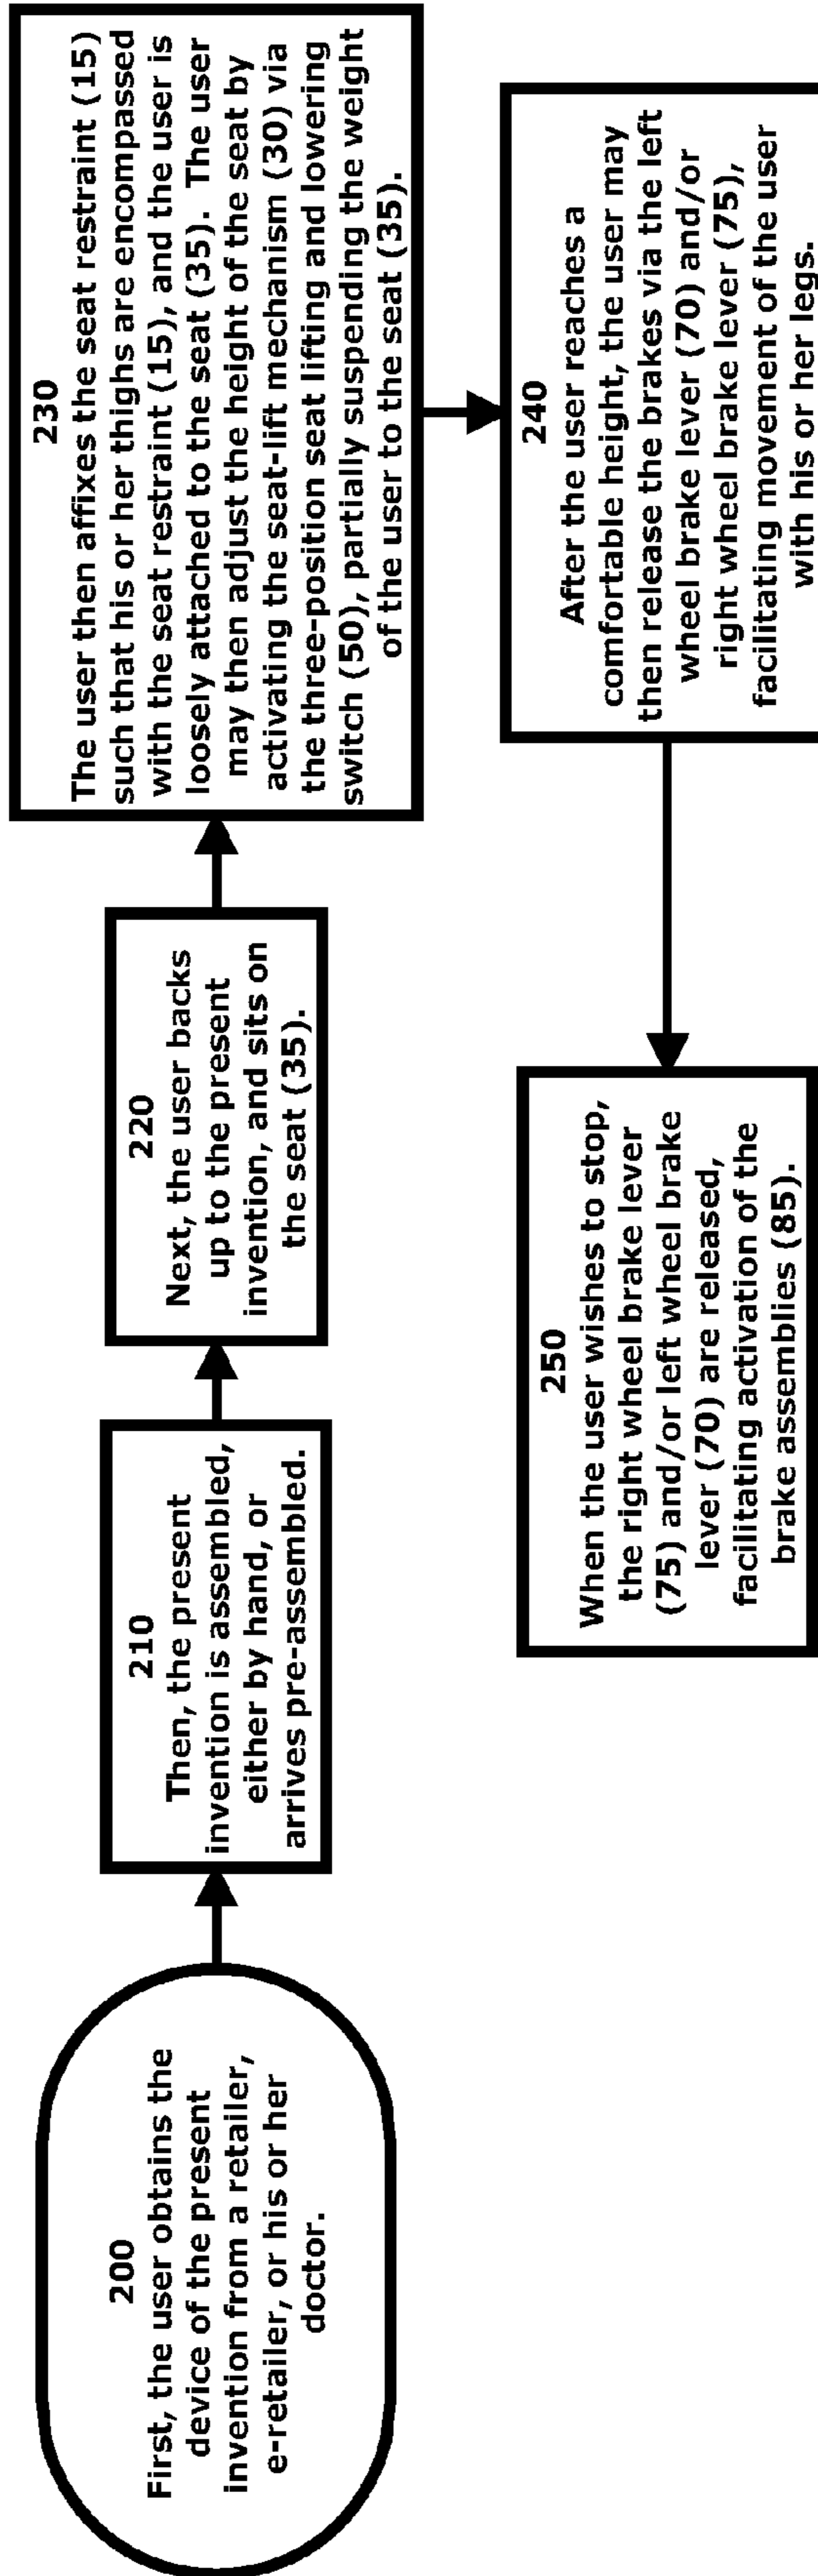 200
First, the user obtains the
device of the present
invention from a retailer,
e-retailer, or his or her
doctor.
210
Then, the present
invention is assembled,
either by hand, or
arrives pre-assembled.
220
Next, the user backs
up to the present
invention, and sits on
the seat (35).
230
The user then affixes the seat restraint (15)
such that his or her thighs are encompassed
with the seat restraint (15), and the user is
loosely attached to the seat (35). The user
may then adjust the height of the seat by
activating the seat-lift mechanism (30) via
the three-position seat lifting and lowering
switch (50), partially suspending the weight
of the user to the seat (35).
240
After the user reaches a
comfortable height, the user may
then release the brakes via the left
wheel brake lever (70) and/or
right wheel brake lever (75),
facilitating movement of the user
with his or her legs.
250
When the user wishes to stop,
the right wheel brake lever
(75) and/or left wheel brake
lever (70) are released,
facilitating activation of the
brake assemblies (85).